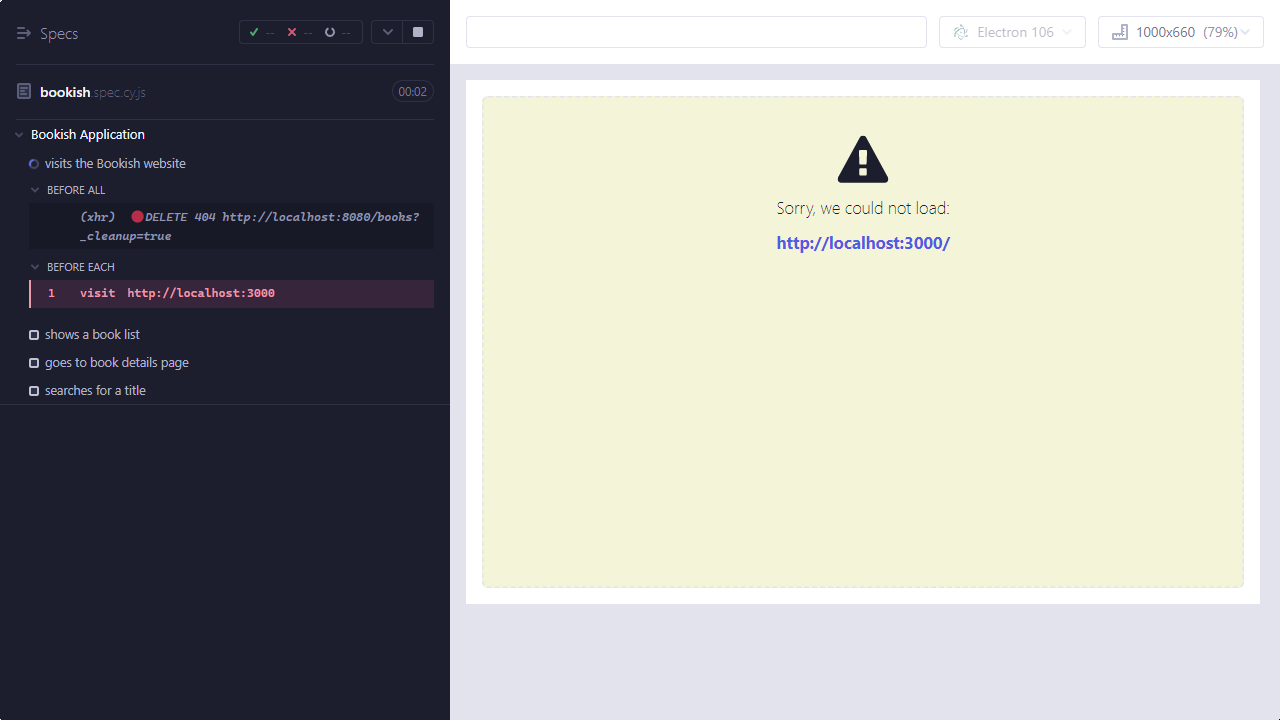 Specs
--
--
--
Electron 106
1000x660 (79%)
bookish.spec.cy.js
00:02
Bookish Application
visits the Bookish website
BEFORE ALL
(xhr) DELETE 404 http://localhost:8080/books?
_cleanup=true
BEFORE EACH
1 visit http://localhost:3000
shows a book list
goes to book details page
searches for a title
Sorry, we could not load:
http://localhost:3000/